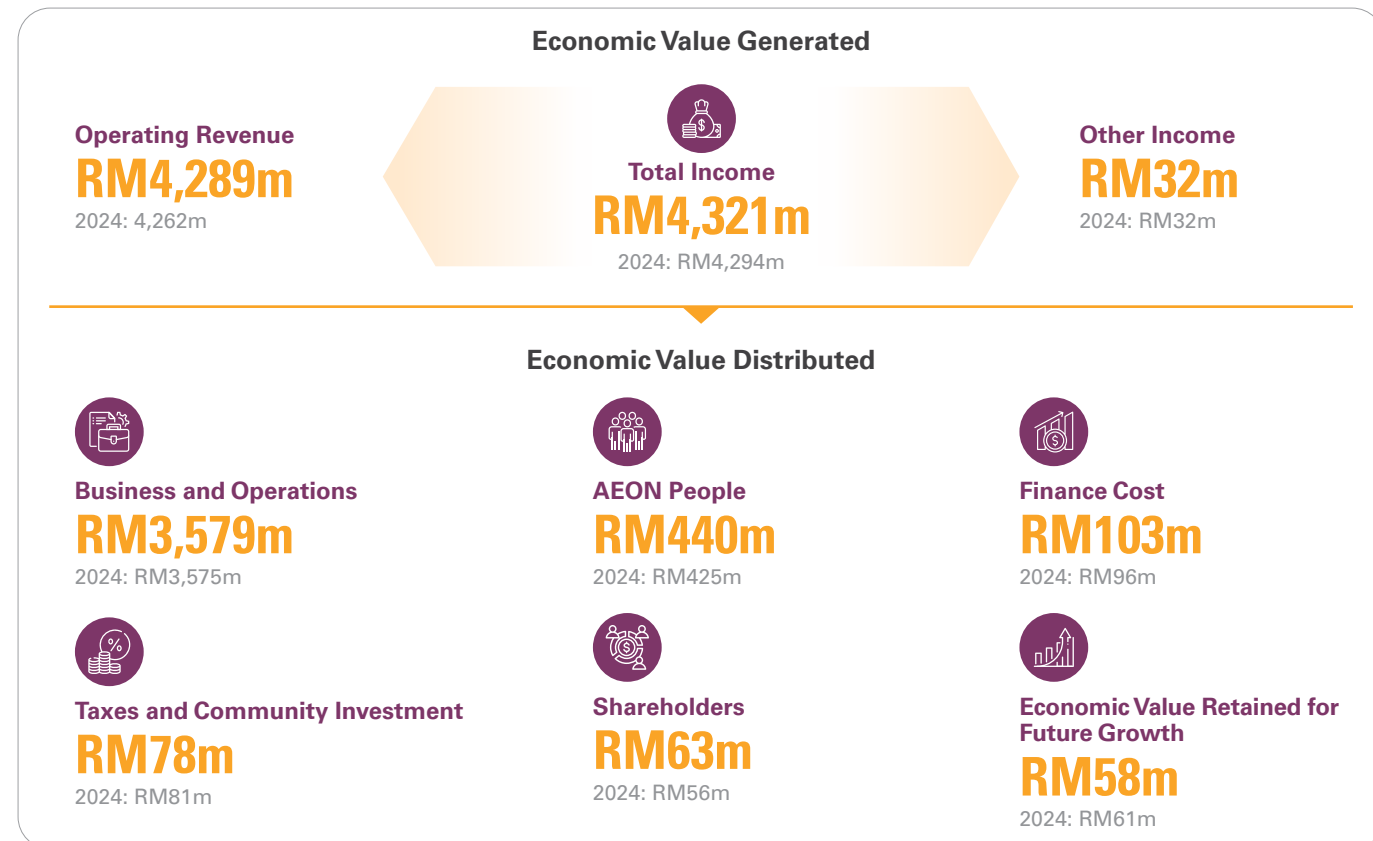 Economic Value Generated
Operating Revenue
RM4,289m
2024: 4,262m
Total Income
RM4,321m
2024: RM4,294m
Other Income
RM32m
2024: RM32m
Economic Value Distributed
Business and Operations
RM3,579m
2024: RM3,575m
AEON People
RM440m
2024: RM425m
Finance Cost
RM103m
2024: RM96m
Taxes and Community Investment
RM78m
2024: RM81m
Shareholders
RM63m
2024: RM56m
Economic Value Retained for
Future Growth
RM58m
2024: RM61m